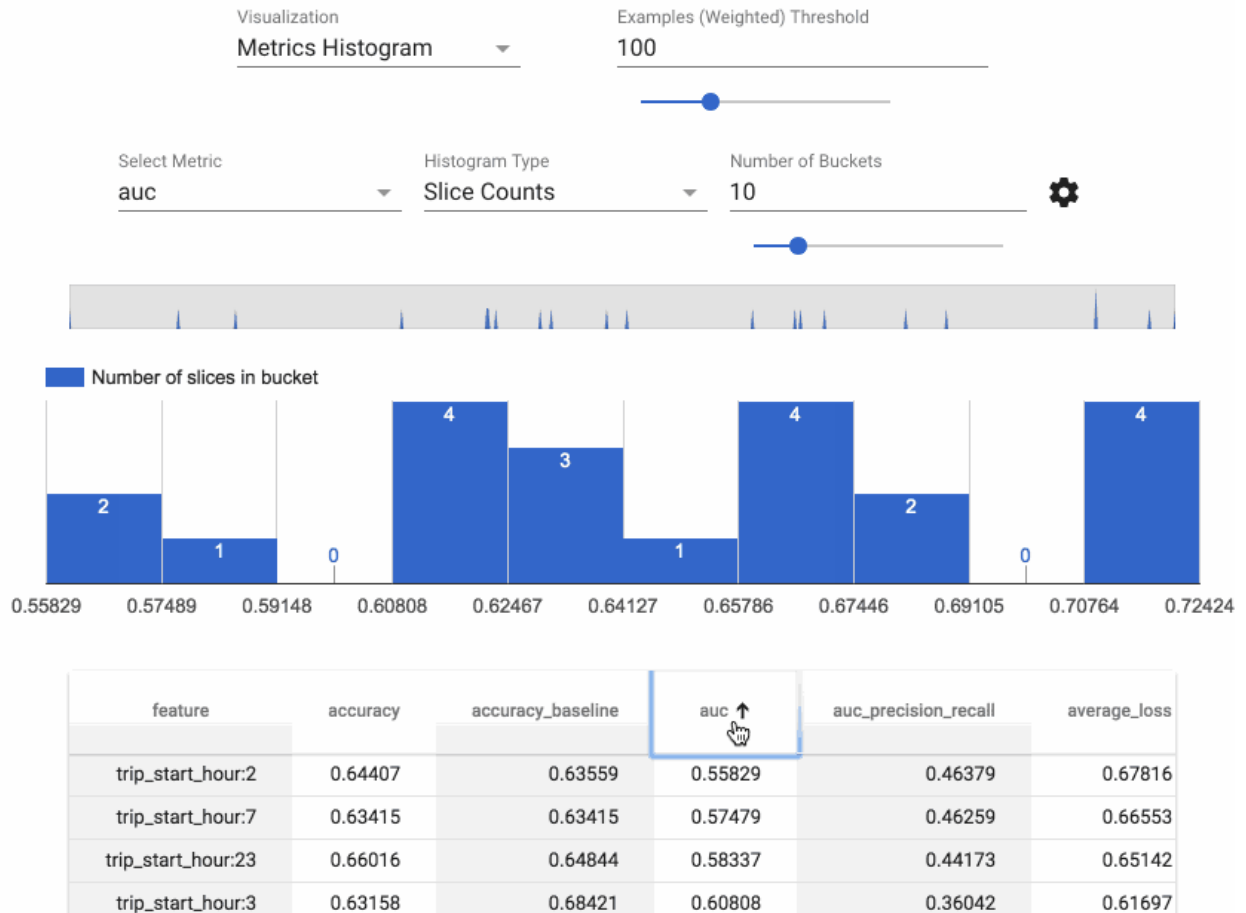 Visualization
Examples (Weighted) Threshold
Metrics Histogram
100
Select Metric
Histogram Type
Number of Buckets
auc
Slice Counts
10
Number of slices in bucket
2
1
0
4
3
1
4
2
0
4
0.55829 0.57489 0.59148 0.60808 0.62467 0.64127 0.65786 0.67446 0.69105 0.70764 0.72424
feature accuracy accuracy_baseline auc auc_precision_recall average_loss
trip_start_hour:2 0.64407 0.63559 0.55829 0.46379 0.67816
trip_start_hour:7 0.63415 0.63415 0.57479 0.46259 0.66553
trip_start_hour:23 0.66016 0.64844 0.58337 0.44173 0.65142
trip_start_hour:3 0.63158 0.68421 0.60808 0.36042 0.61697